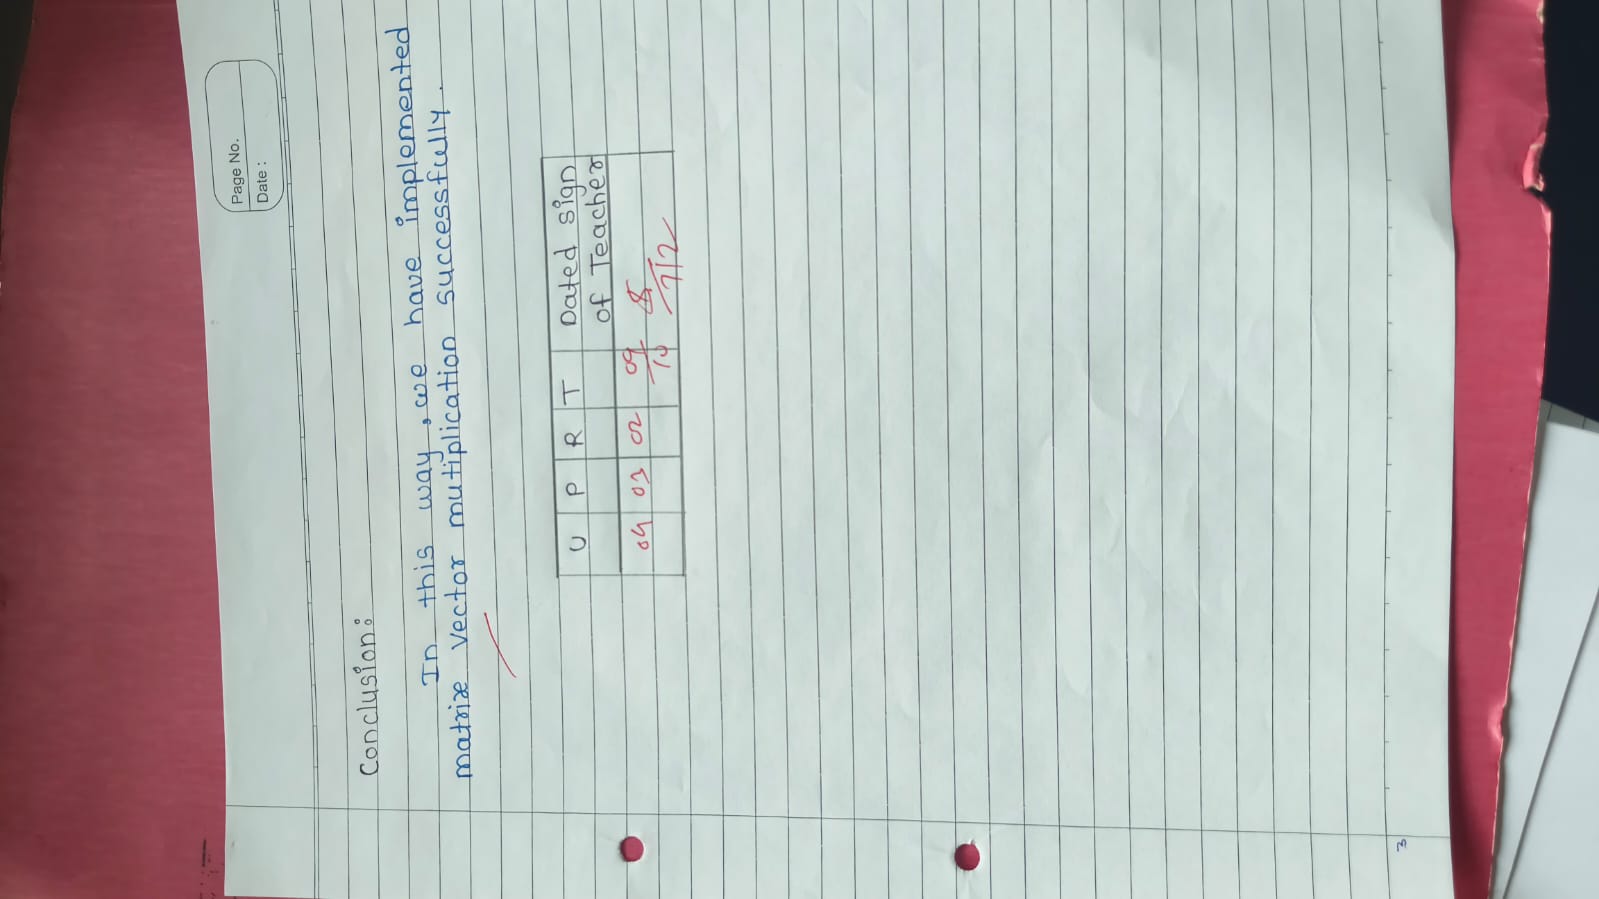 Page No.
Date :
Conclusion:
In this way, we have implemented
matrix vector mutiplication successfully.
U P R T Dated sign
of Teacher
04 03 02 09/10
7/2
3